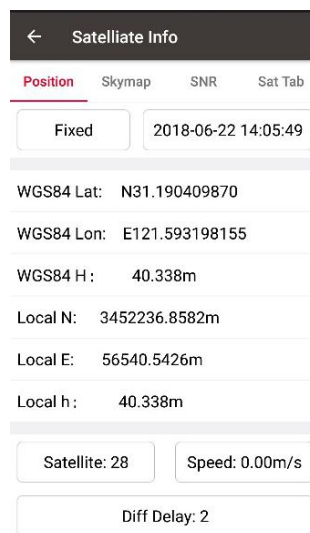 ← Satelliate Info
Position Skymap SNR Sat Tab
Fixed 2018-06-22 14:05:49
WGS84 Lat: N31.190409870
WGS84 Lon: E121.593198155
WGS84 H: 40.338m
Local N: 3452236.8582m
Local E: 56540.5426m
Local h: 40.338m
Satellite: 28 Speed: 0.00m/s
Diff Delay: 2